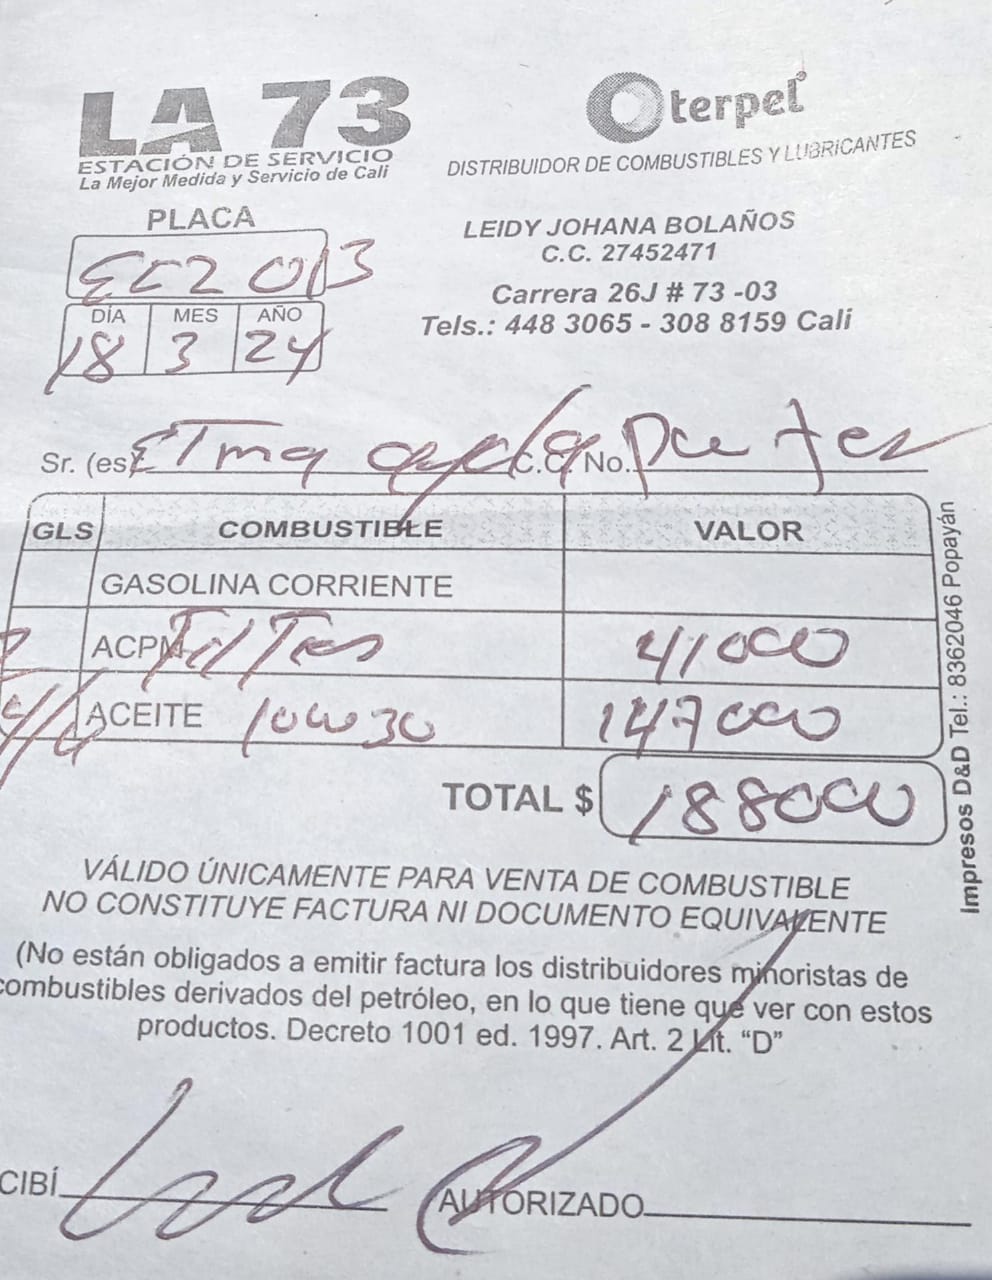 LA 73
ESTACIÓN DE SERVICIO
La Mejor Medida y Servicio de Cali
terpel
DISTRIBUIDOR DE COMBUSTIBLES Y LUBRICANTES
LEIDY JOHANA BOLAÑOS
C.C. 27452471
Carrera 26J # 73 -03
Tels.: 448 3065 - 308 8159 Cali
PLACA
013
DÍA MES AÑO
18 3 24
Sr. (es) C.C. No.
GLS COMBUSTIBLE VALOR
GASOLINA CORRIENTE
ACPM 41000
4/4 ACEITE 10W30 147000
TOTAL $ 188000
VÁLIDO ÚNICAMENTE PARA VENTA DE COMBUSTIBLE
NO CONSTITUYE FACTURA NI DOCUMENTO EQUIVALENTE
(No están obligados a emitir factura los distribuidores minoristas de
combustibles derivados del petróleo, en lo que tiene que ver con estos
productos. Decreto 1001 ed. 1997. Art. 2 Lit. “D”
CIBÍ AUTORIZADO
Impresos D&D Tel.: 8362046 Popayán